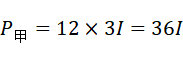 P甲 = 12 × 3I = 36I